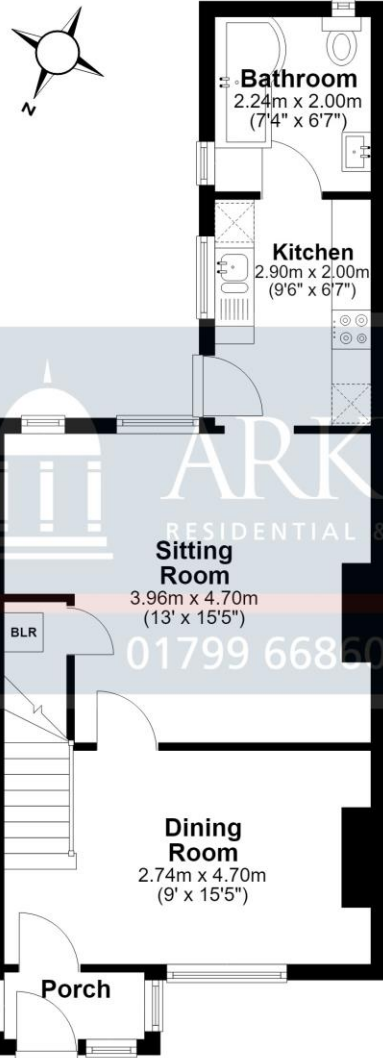 N
Bathroom
2.24m x 2.00m
(7'4" x 6'7")
Kitchen
2.90m x 2.00m
(9'6" x 6'7")
ARK
RESIDENTIAL &
Sitting
Room
3.96m x 4.70m
(13' x 15'5")
BLR
01799 66860
Dining
Room
2.74m x 4.70m
(9' x 15'5")
Porch